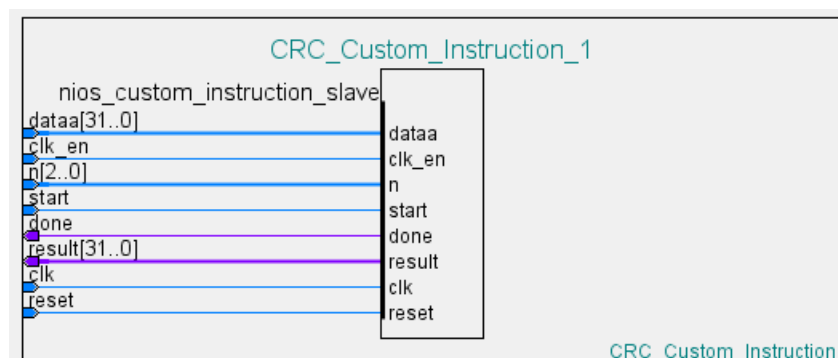 CRC_Custom_Instruction_1
nios_custom_instruction_slave
dataa[31..0]
dataa
clk_en
clk_en
n[2..0]
n
start
start
done
done
result[31..0]
result
clk
clk
reset
reset
CRC_Custom_Instruction